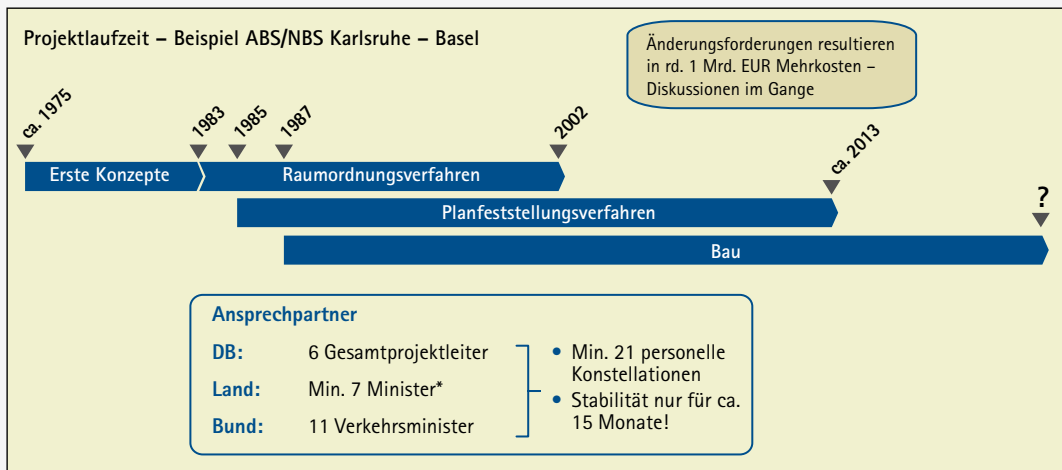 Projektlaufzeit – Beispiel ABS/NBS Karlsruhe – Basel
Änderungsforderungen resultieren
in rd. 1 Mrd. EUR Mehrkosten –
Diskussionen im Gange
ca. 1975
1983
1985
1987
2002
ca. 2013
?
Erste Konzepte
Raumordnungsverfahren
Planfeststellungsverfahren
Bau
Ansprechpartner
DB: 6 Gesamtprojektleiter
Land: Min. 7 Minister*
Bund: 11 Verkehrsminister
• Min. 21 personelle
Konstellationen
• Stabilität nur für ca.
15 Monate!